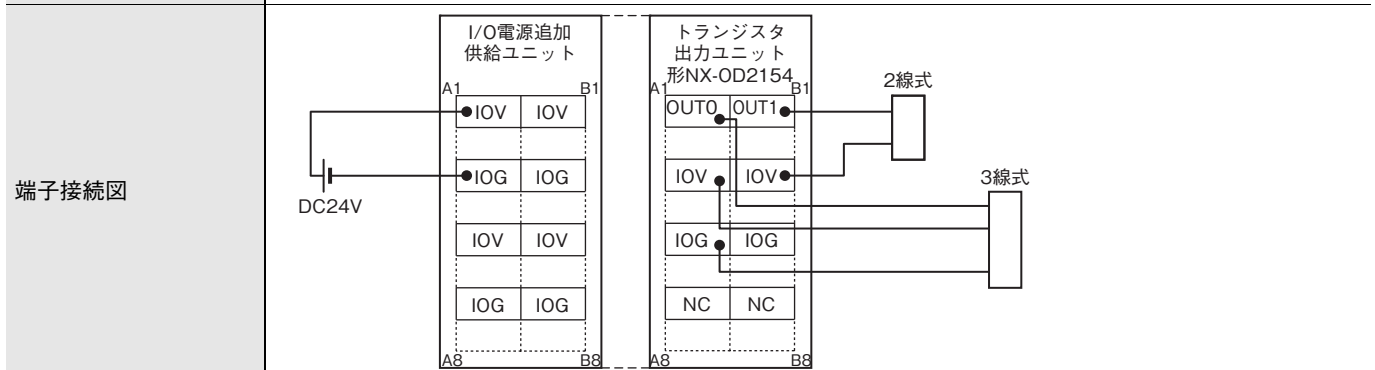 端子接続図
I/O電源追加
供給ユニット
A1 B1
IOV IOV
IOG IOG
IOV IOV
IOG IOG
A8 B8
DC24V
トランジスタ
出力ユニット
形NX-OD2154
A1 B1
OUT0 OUT1
IOV IOV
IOG IOG
NC NC
A8 B8
2線式
3線式